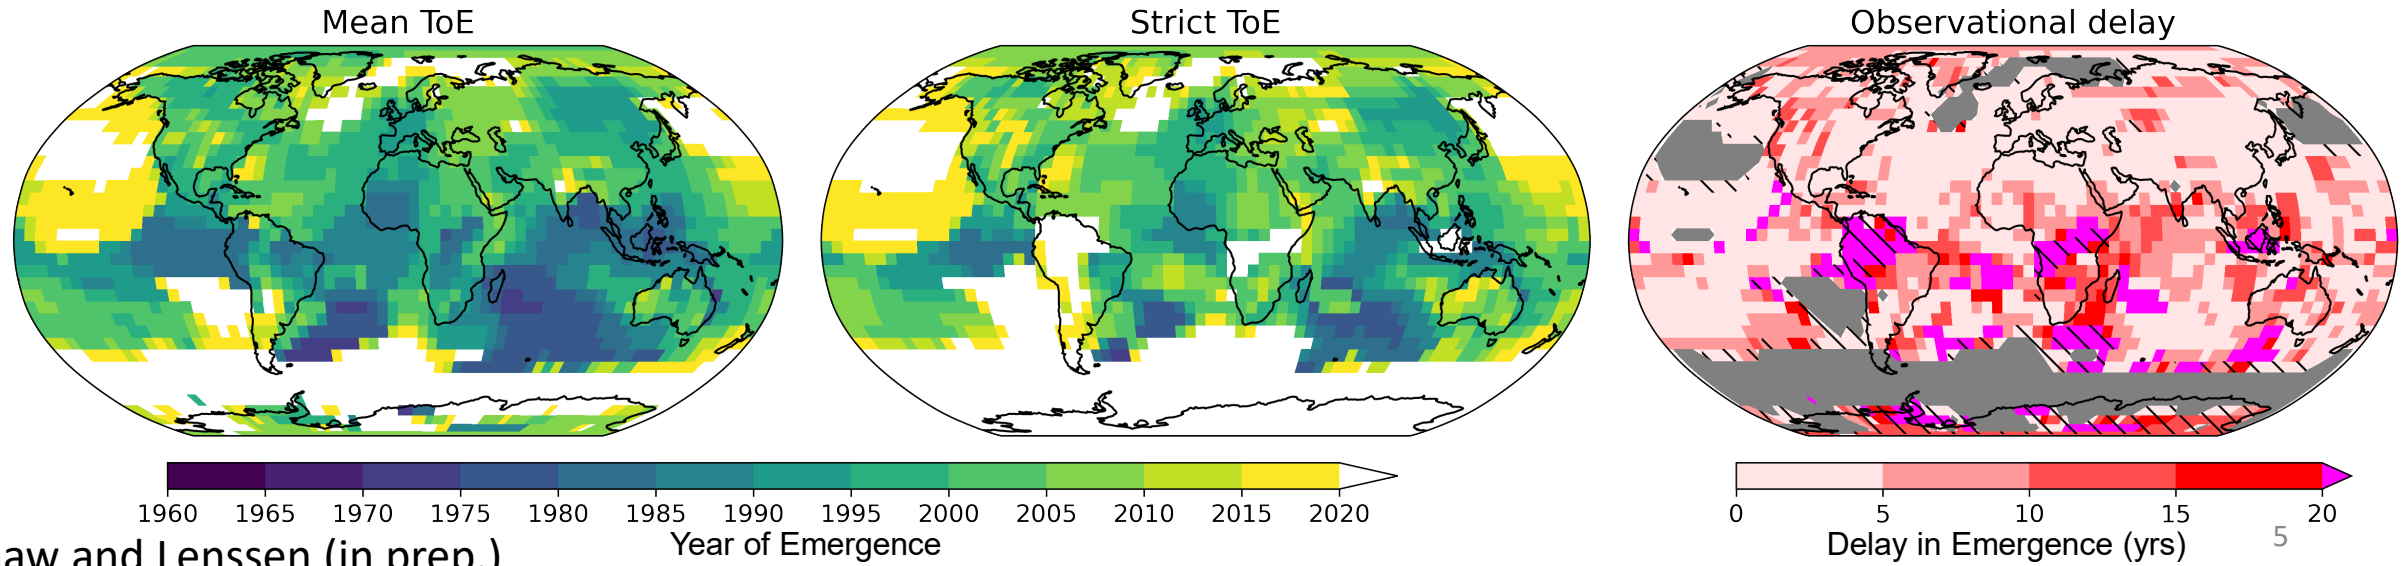 Mean ToE
Strict ToE
Observational delay
1960 1965 1970 1975 1980 1985 1990 1995 2000 2005 2010 2015 2020
Year of Emergence
0 5 10 15 20
Delay in Emergence (yrs)
5
and Lenssen (in prep.)